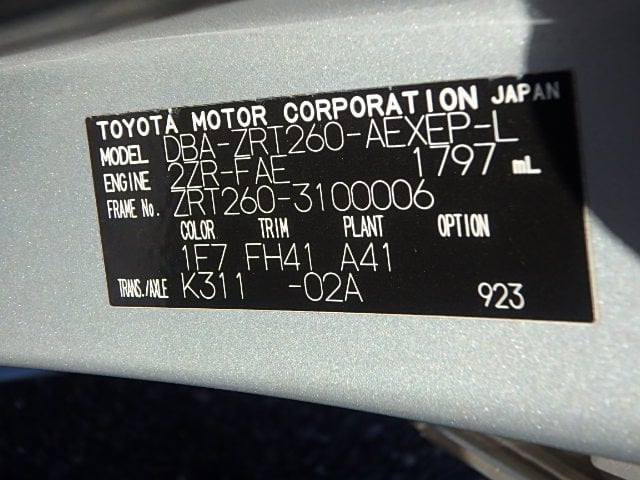 TOYOTA MOTOR CORPORATION JAPAN
MODEL DBA-ZRT260-AEXEP-L
ENGINE 2ZR-FAE 1797 mL
FRAME No. ZRT260-3100006
COLOR TRIM PLANT OPTION
1F7 FH41 A41
TRANS./AXLE K311 -02A 923